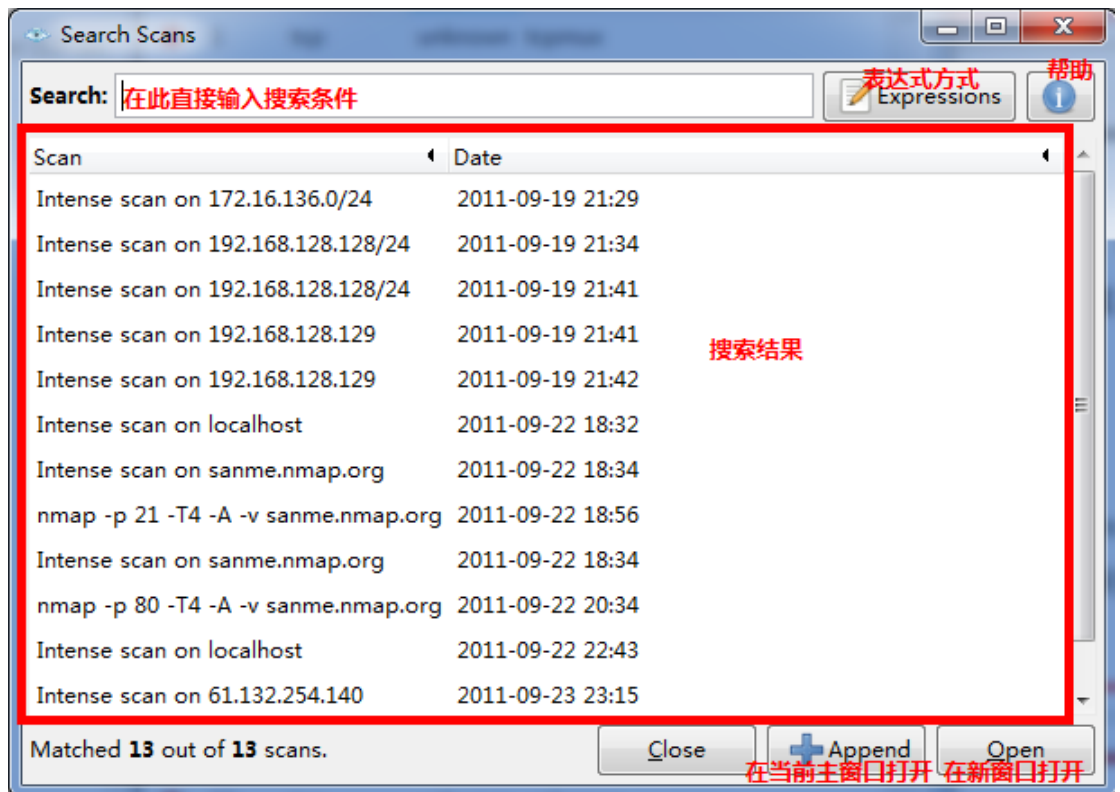 Search Scans
帮助
表达式方式
Search: 在此直接输入搜索条件 Expressions
Scan Date
Intense scan on 172.16.136.0/24 2011-09-19 21:29
Intense scan on 192.168.128.128/24 2011-09-19 21:34
Intense scan on 192.168.128.128/24 2011-09-19 21:41
Intense scan on 192.168.128.129 2011-09-19 21:41
搜索结果
Intense scan on 192.168.128.129 2011-09-19 21:42
Intense scan on localhost 2011-09-22 18:32
Intense scan on sanme.nmap.org 2011-09-22 18:34
nmap -p 21 -T4 -A -v sanme.nmap.org 2011-09-22 18:56
Intense scan on sanme.nmap.org 2011-09-22 18:34
nmap -p 80 -T4 -A -v sanme.nmap.org 2011-09-22 20:34
Intense scan on localhost 2011-09-22 22:43
Intense scan on 61.132.254.140 2011-09-23 23:15
Matched 13 out of 13 scans. Close Append Open
在当前主窗口打开 在新窗口打开